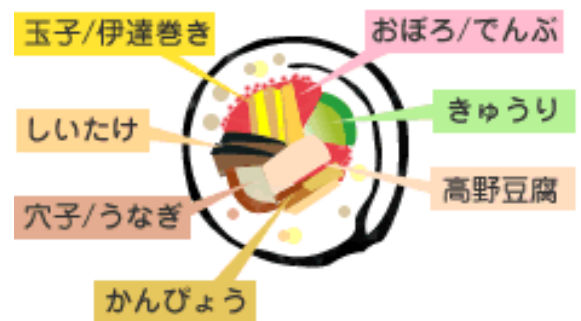 玉子/伊達巻き
おぼろ/でんぶ
きゅうり
しいたけ
高野豆腐
穴子/うなぎ
かんぴょう